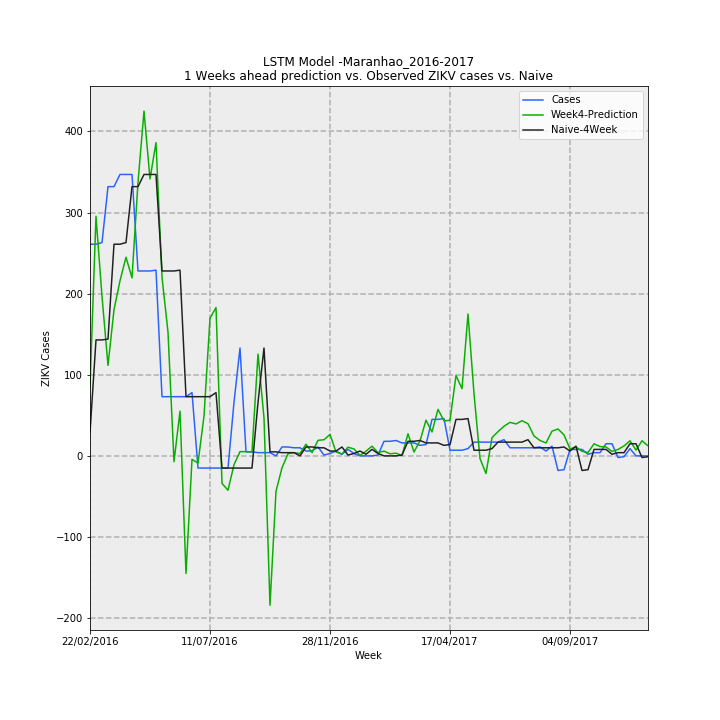 LSTM Model -Maranhao_2016-2017
1 Weeks ahead prediction vs. Observed ZIKV cases vs. Naive
Cases
Week4-Prediction
Naive-4Week
ZIKV Cases
400
300
200
100
0
−100
−200
22/02/2016
11/07/2016
28/11/2016
17/04/2017
04/09/2017
Week